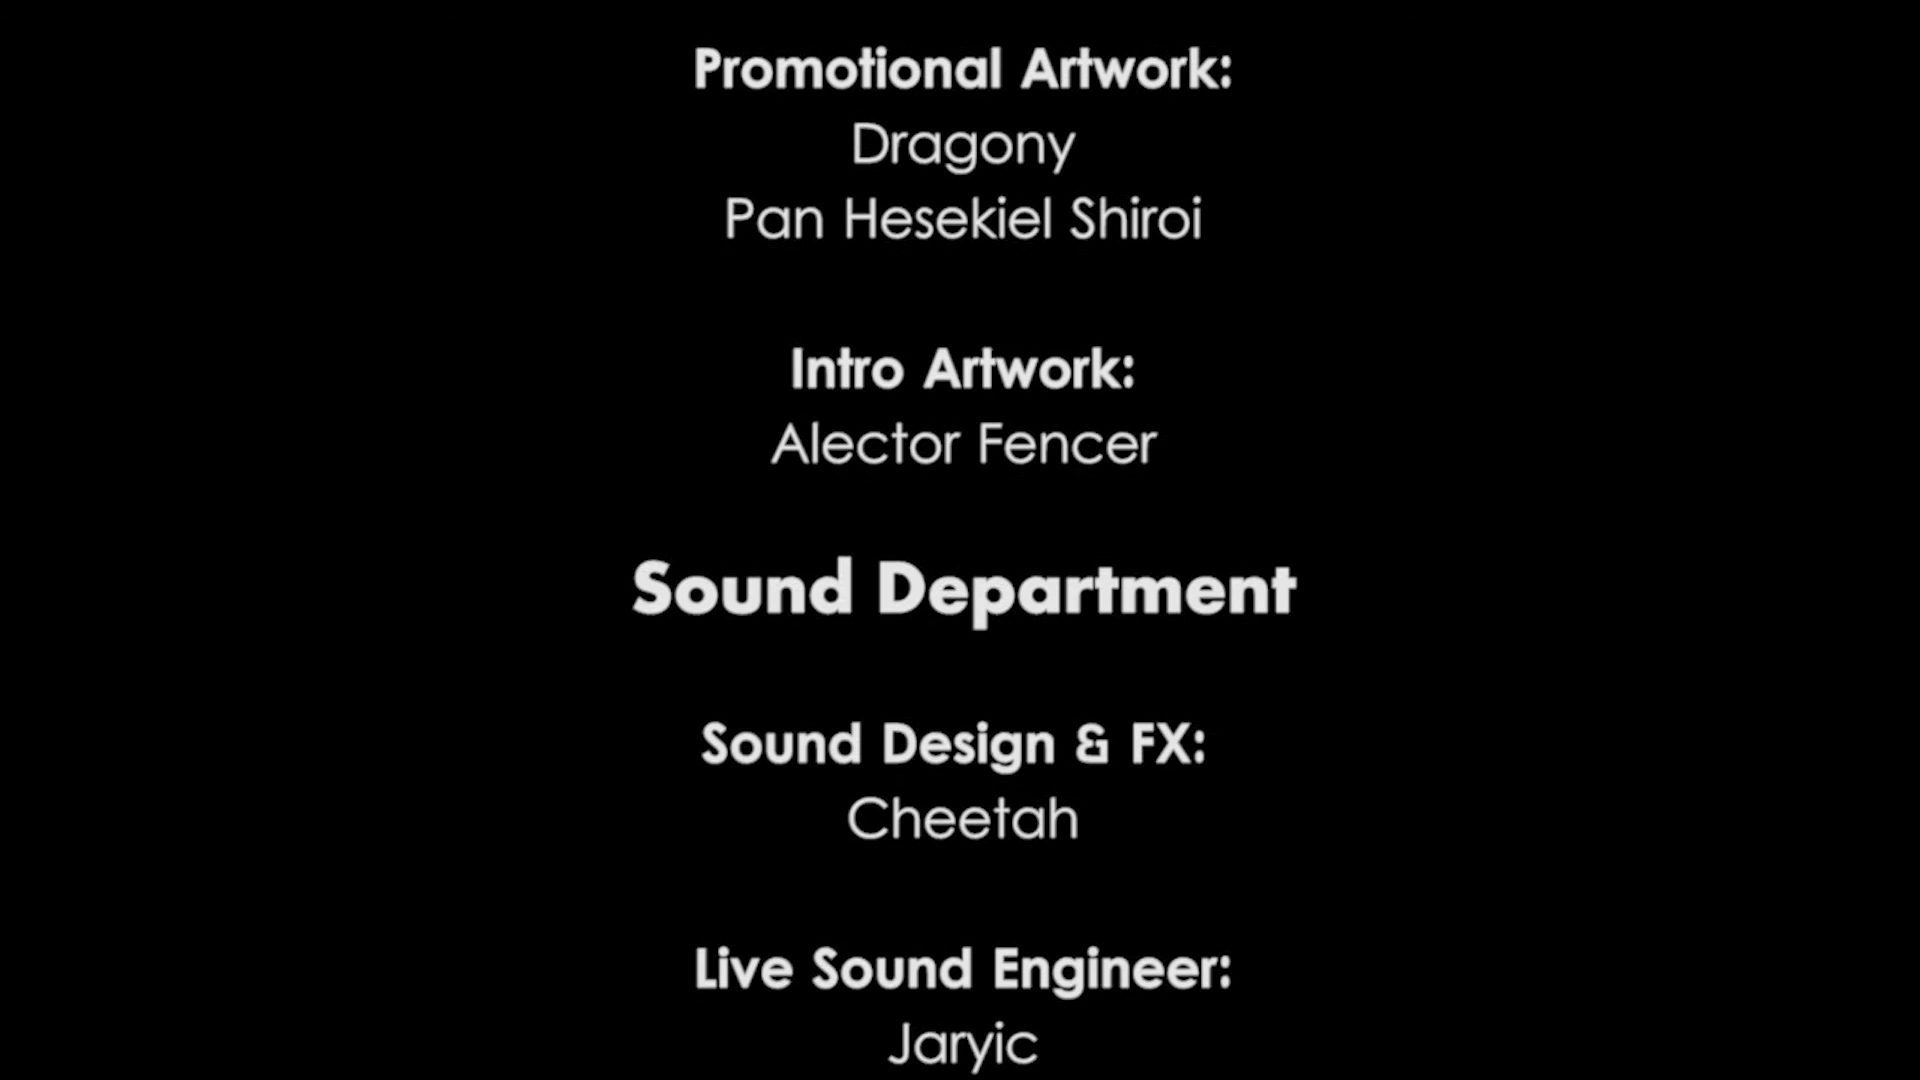 Promotional Artwork:
Dragony
Pan Hesekiel Shiroi
Intro Artwork:
Alector Fencer
Sound Department
Sound Design & FX:
Cheetah
Live Sound Engineer:
Jaryic